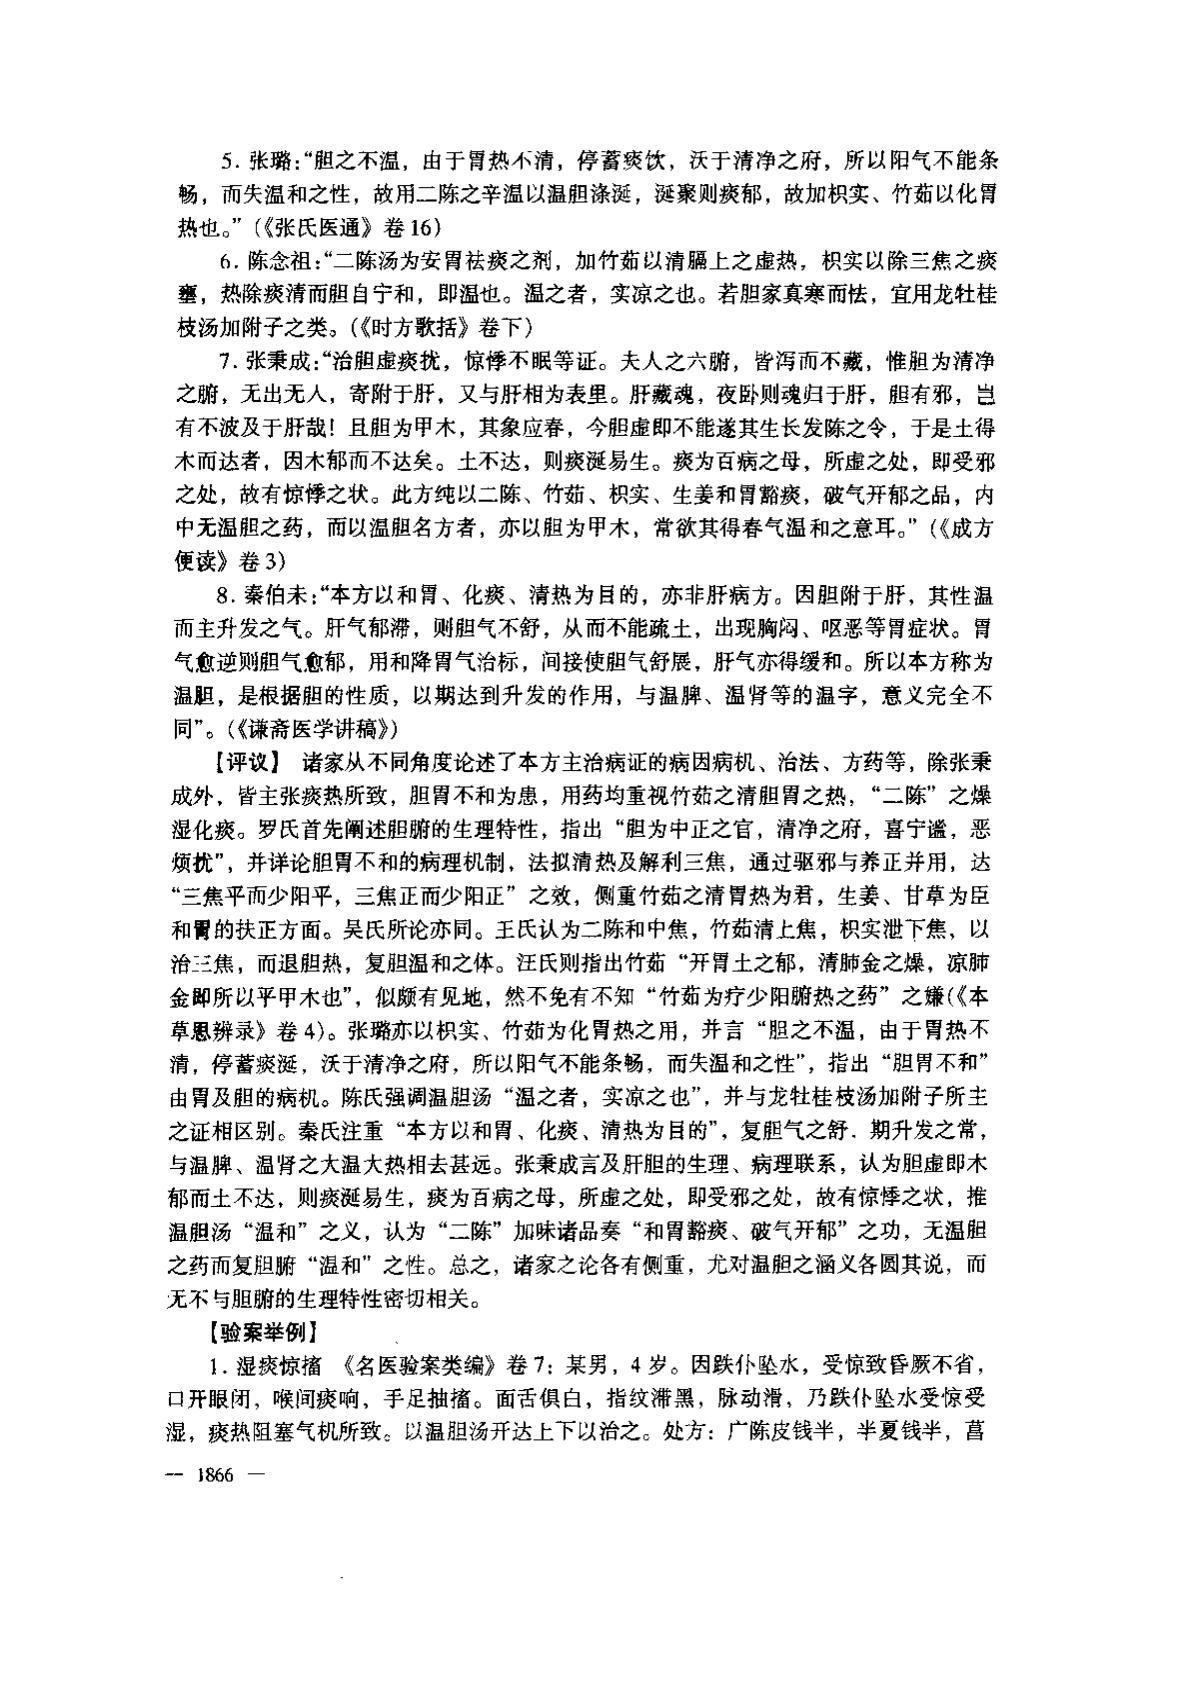 5. 张璐:“胆之不温，由于胃热不清，停蓄痰饮，沃于清净之府，所以阳气不能条
畅，而失温和之性，故用二陈之辛温以温胆涤涎，涎聚则痰郁，故加枳实、竹茹以化胃
热也。”(《张氏医通》卷16)
6. 陈念祖:“二陈汤为安胃祛痰之剂，加竹茹以清膈上之虚热，枳实以除三焦之痰
壅，热除痰清而胆自宁和，即温也。温之者，实凉之也。若胆家真寒而怯，宜用龙牡桂
枝汤加附子之类。(《时方歌括》卷下)
7. 张秉成:“治胆虚痰扰，惊悸不眠等证。夫人之六腑，皆泻而不藏，惟胆为清净
之腑，无出无人，寄附于肝，又与肝相为表里。肝藏魂，夜卧则魂归于肝，胆有邪，岂
有不波及于肝哉！且胆为甲木，其象应春，今胆虚即不能遂其生长发陈之令，于是土得
木而达者，因木郁而不达矣。土不达，则痰涎易生。痰为百病之母，所虚之处，即受邪
之处，故有惊悸之状。此方纯以二陈、竹茹、枳实、生姜和胃豁痰，破气开郁之品，内
中无温胆之药，而以温胆名方者，亦以胆为甲木，常欲其得春气温和之意耳。”(《成方
便读》卷3)
8. 秦伯未:“本方以和胃、化痰、清热为目的，亦非肝病方。因胆附于肝，其性温
而主升发之气。肝气郁滞，则胆气不舒，从而不能疏土，出现胸闷、呕恶等胃症状。胃
气愈逆则胆气愈郁，用和降胃气治标，间接使胆气舒展，肝气亦得缓和。所以本方称为
温胆，是根据胆的性质，以期达到升发的作用，与温脾、温肾等的温字，意义完全不
同”。(《谦斋医学讲稿》)
【评议】 诸家从不同角度论述了本方主治病证的病因病机、治法、方药等，除张秉
成外，皆主张痰热所致，胆胃不和为患，用药均重视竹茹之清胆胃之热，“二陈”之燥
湿化痰。罗氏首先阐述胆腑的生理特性，指出“胆为中正之官，清净之府，喜宁谧，恶
烦扰”，并详论胆胃不和的病理机制，法拟清热及解利三焦，通过驱邪与养正并用，达
“三焦平而少阳平，三焦正而少阳正”之效，侧重竹茹之清胃热为君，生姜、甘草为臣
和胃的扶正方面。吴氏所论亦同。王氏认为二陈和中焦，竹茹清上焦，枳实泄下焦，以
治三焦，而退胆热，复胆温和之体。汪氏则指出竹茹“开胃土之郁，清肺金之燥，凉肺
金即所以平甲木也”，似颇有见地，然不免有不知“竹茹为疗少阳腑热之药”之嫌(《本
草思辨录》卷4)。张璐亦以枳实、竹茹为化胃热之用，并言“胆之不温，由于胃热不
清，停蓄痰涎，沃于清净之府，所以阳气不能条畅，而失温和之性”，指出“胆胃不和”
由胃及胆的病机。陈氏强调温胆汤“温之者，实凉之也”，并与龙牡桂枝汤加附子所主
之证相区别。秦氏注重“本方以和胃、化痰、清热为目的”，复胆气之舒．期升发之常，
与温脾、温肾之大温大热相去甚远。张秉成言及肝胆的生理、病理联系，认为胆虚即木
郁而土不达，则痰涎易生，痰为百病之母，所虚之处，即受邪之处，故有惊悸之状，推
温胆汤“温和”之义，认为“二陈”加味诸品奏“和胃豁痰、破气开郁”之功，无温胆
之药而复胆腑“温和”之性。总之，诸家之论各有侧重，尤对温胆之涵义各圆其说，而
无不与胆腑的生理特性密切相关。
【验案举例】
1. 湿痰惊搐 《名医验案类编》卷7：某男，4岁。因跌仆坠水，受惊致昏厥不省，
口开眼闭，喉间痰响，手足抽搐。面舌俱白，指纹滞黑，脉动滑，乃跌仆坠水受惊受
湿，痰热阻塞气机所致。以温胆汤开达上下以治之。处方：广陈皮钱半，半夏钱半，菖
— 1866 —